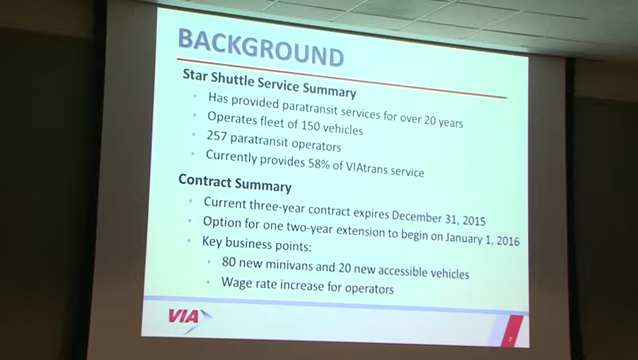 BACKGROUND
Star Shuttle Service Summary
• Has provided paratransit services for over 20 years
• Operates fleet of 150 vehicles
• 257 paratransit operators
• Currently provides 58% of VIAtrans service
Contract Summary
• Current three-year contract expires December 31, 2015
• Option for one two-year extension to begin on January 1, 2016
• Key business points:
• 80 new minivans and 20 new accessible vehicles
• Wage rate increase for operators
VIA